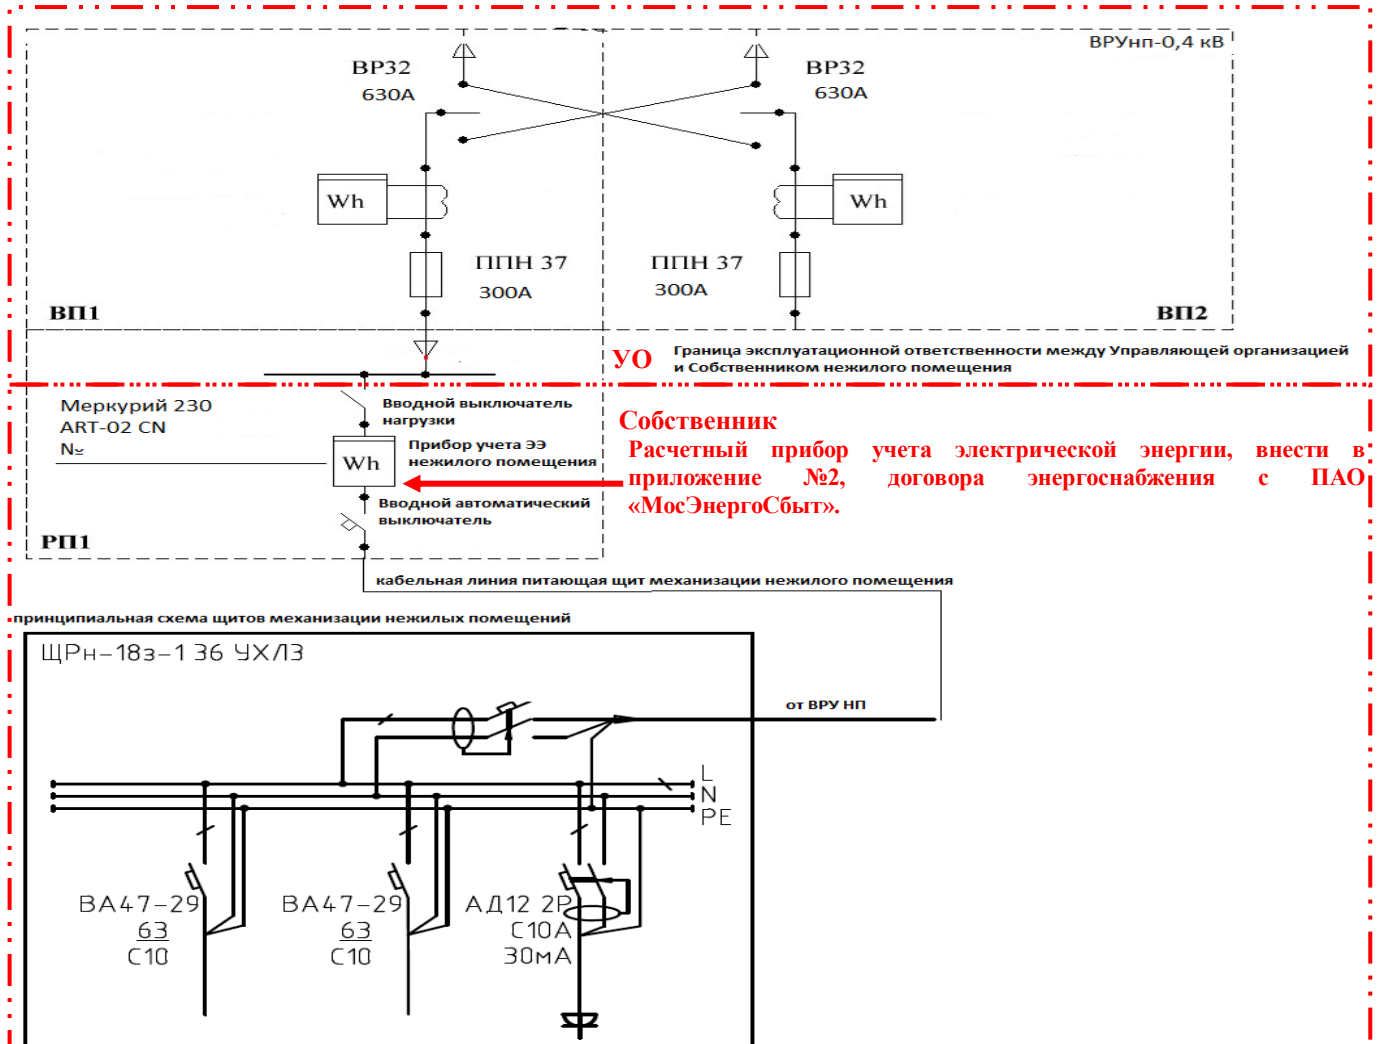 ВРУнп-0,4 кВ
ВР32
630А
ВР32
630А
Wh
Wh
ППН 37
300А
ППН 37
300А
ВП1
ВП2
УО
Граница эксплуатационной ответственности между Управляющей организацией
и Собственником нежилого помещения
Меркурий 230
ART-02 CN
№
Вводной выключатель
нагрузки
Wh
Прибор учета ЭЭ
нежилого помещения
Вводной автоматический
выключатель
РП1
Собственник
Расчетный прибор учета электрической энергии, внести в
приложение №2, договора энергоснабжения с ПАО
«МосЭнергоСбыт».
кабельная линия питающая щит механизации нежилого помещения
принципиальная схема щитов механизации нежилых помещений
ЩРн-18з-1 36 УХЛ3
от ВРУ НП
L
N
PE
ВА47-29
63
С10
ВА47-29
63
С10
АД12 2Р
С10А
30мА